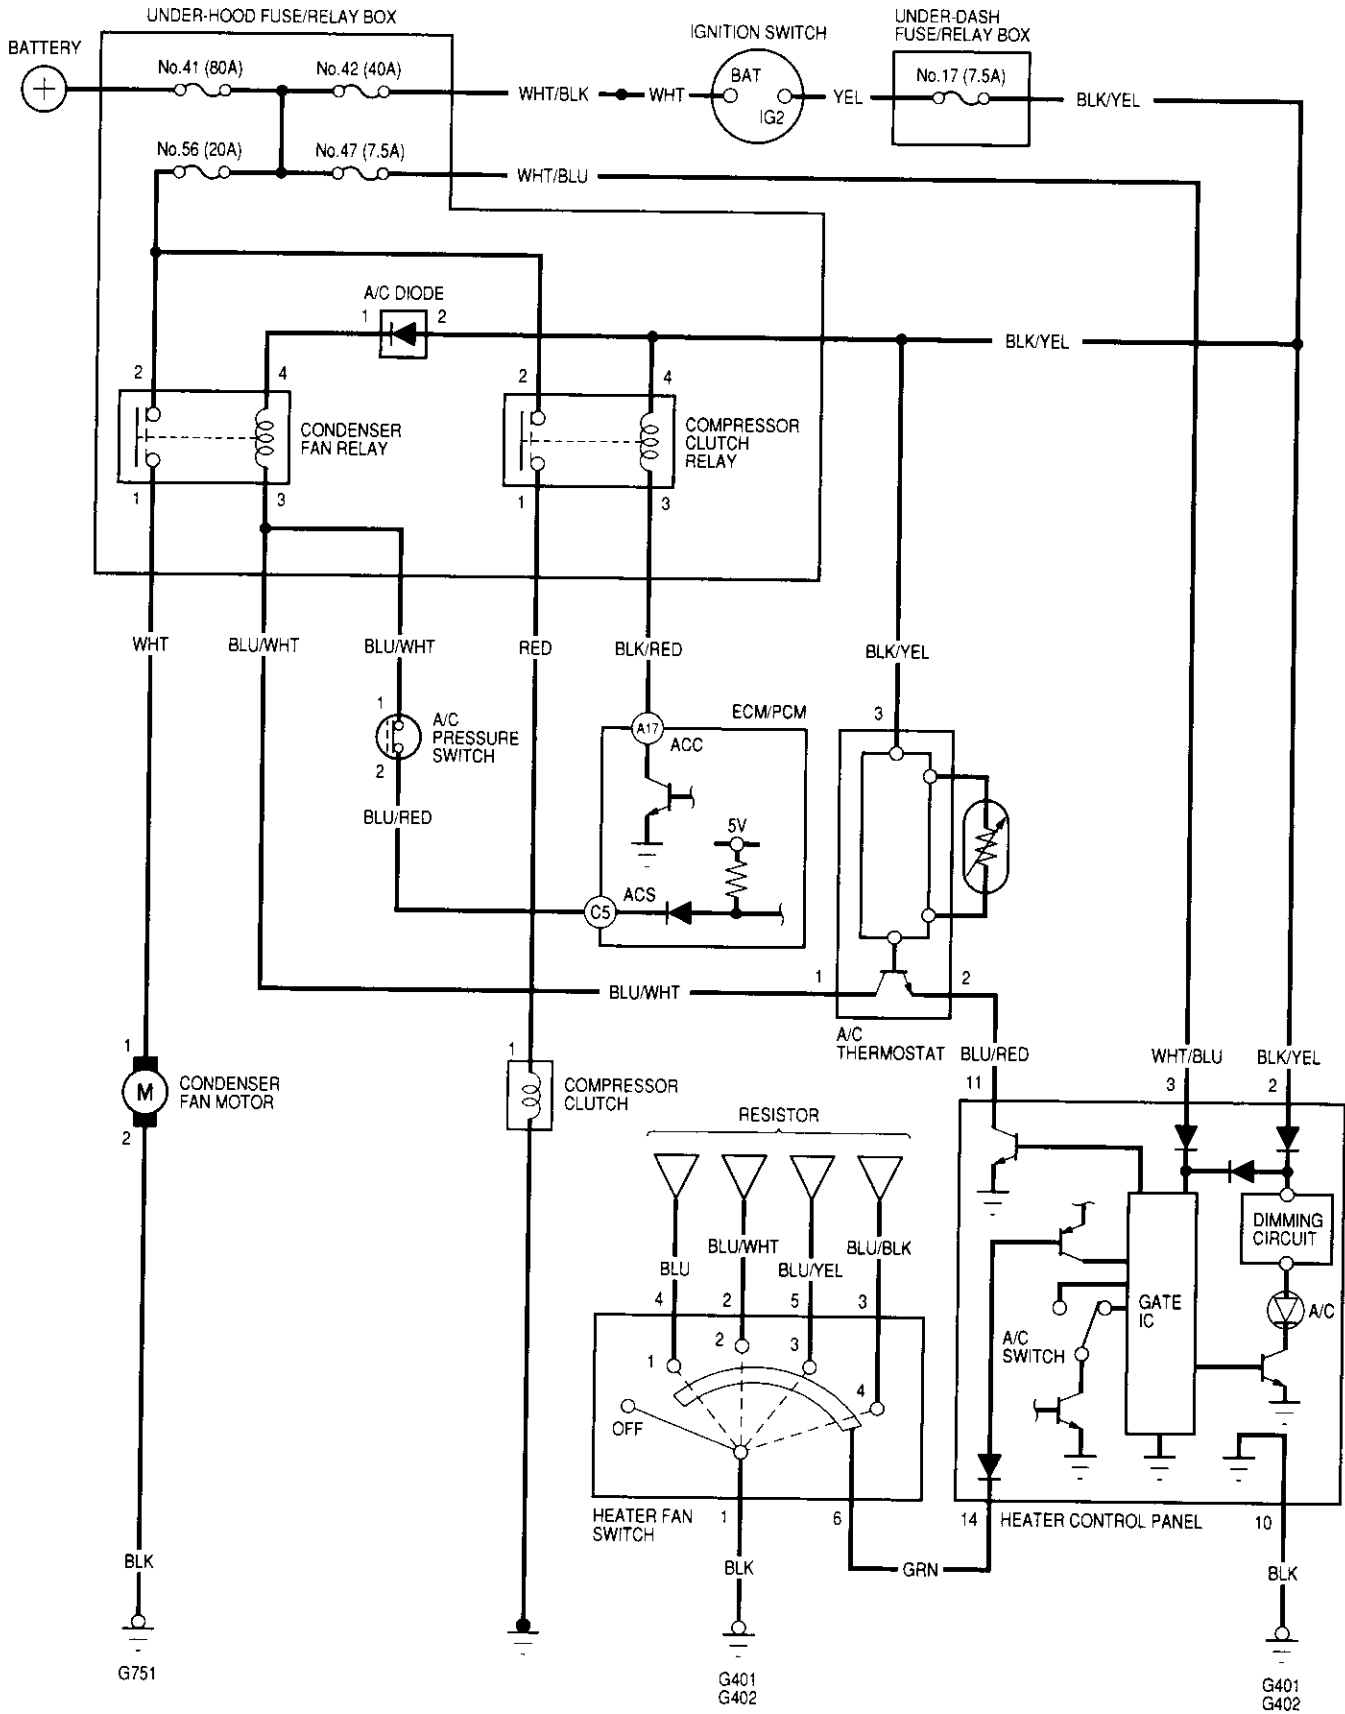 UNDER-HOOD FUSE/RELAY BOX
BATTERY
No.41 (80A)
No.42 (40A)
WHT/BLK
WHT
IGNITION SWITCH
BAT
IG2
YEL
UNDER-DASH
FUSE/RELAY BOX
No.17 (7.5A)
BLK/YEL
No.56 (20A)
No.47 (7.5A)
WHT/BLU
A/C DIODE
1
2
BLK/YEL
2
4
CONDENSER
FAN RELAY
1
3
2
4
COMPRESSOR
CLUTCH
RELAY
1
3
WHT
BLU/WHT
BLU/WHT
RED
BLK/RED
BLK/YEL
1
A/C
PRESSURE
SWITCH
2
BLU/RED
ECM/PCM
A17
ACC
5V
ACS
C5
3
BLU/WHT
1
2
A/C
THERMOSTAT
BLU/RED
WHT/BLU
BLK/YEL
11
3
2
1
M
CONDENSER
FAN MOTOR
2
1
COMPRESSOR
CLUTCH
RESISTOR
BLU
BLU/WHT
BLU/YEL
BLU/BLK
4
2
5
3
1
2
3
4
OFF
HEATER FAN
SWITCH
1
6
GRN
14
HEATER CONTROL PANEL
10
DIMMING
CIRCUIT
A/C
GATE
IC
A/C
SWITCH
BLK
G751
BLK
G401
G402
BLK
G401
G402